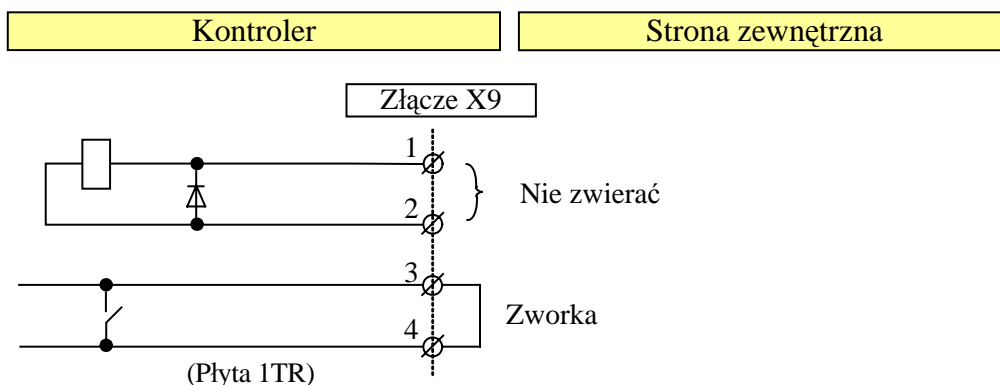 Kontroler
Strona zewnętrzna
Złącze X9
1
2
Nie zwierać
3
4
Zworka
(Płyta 1TR)